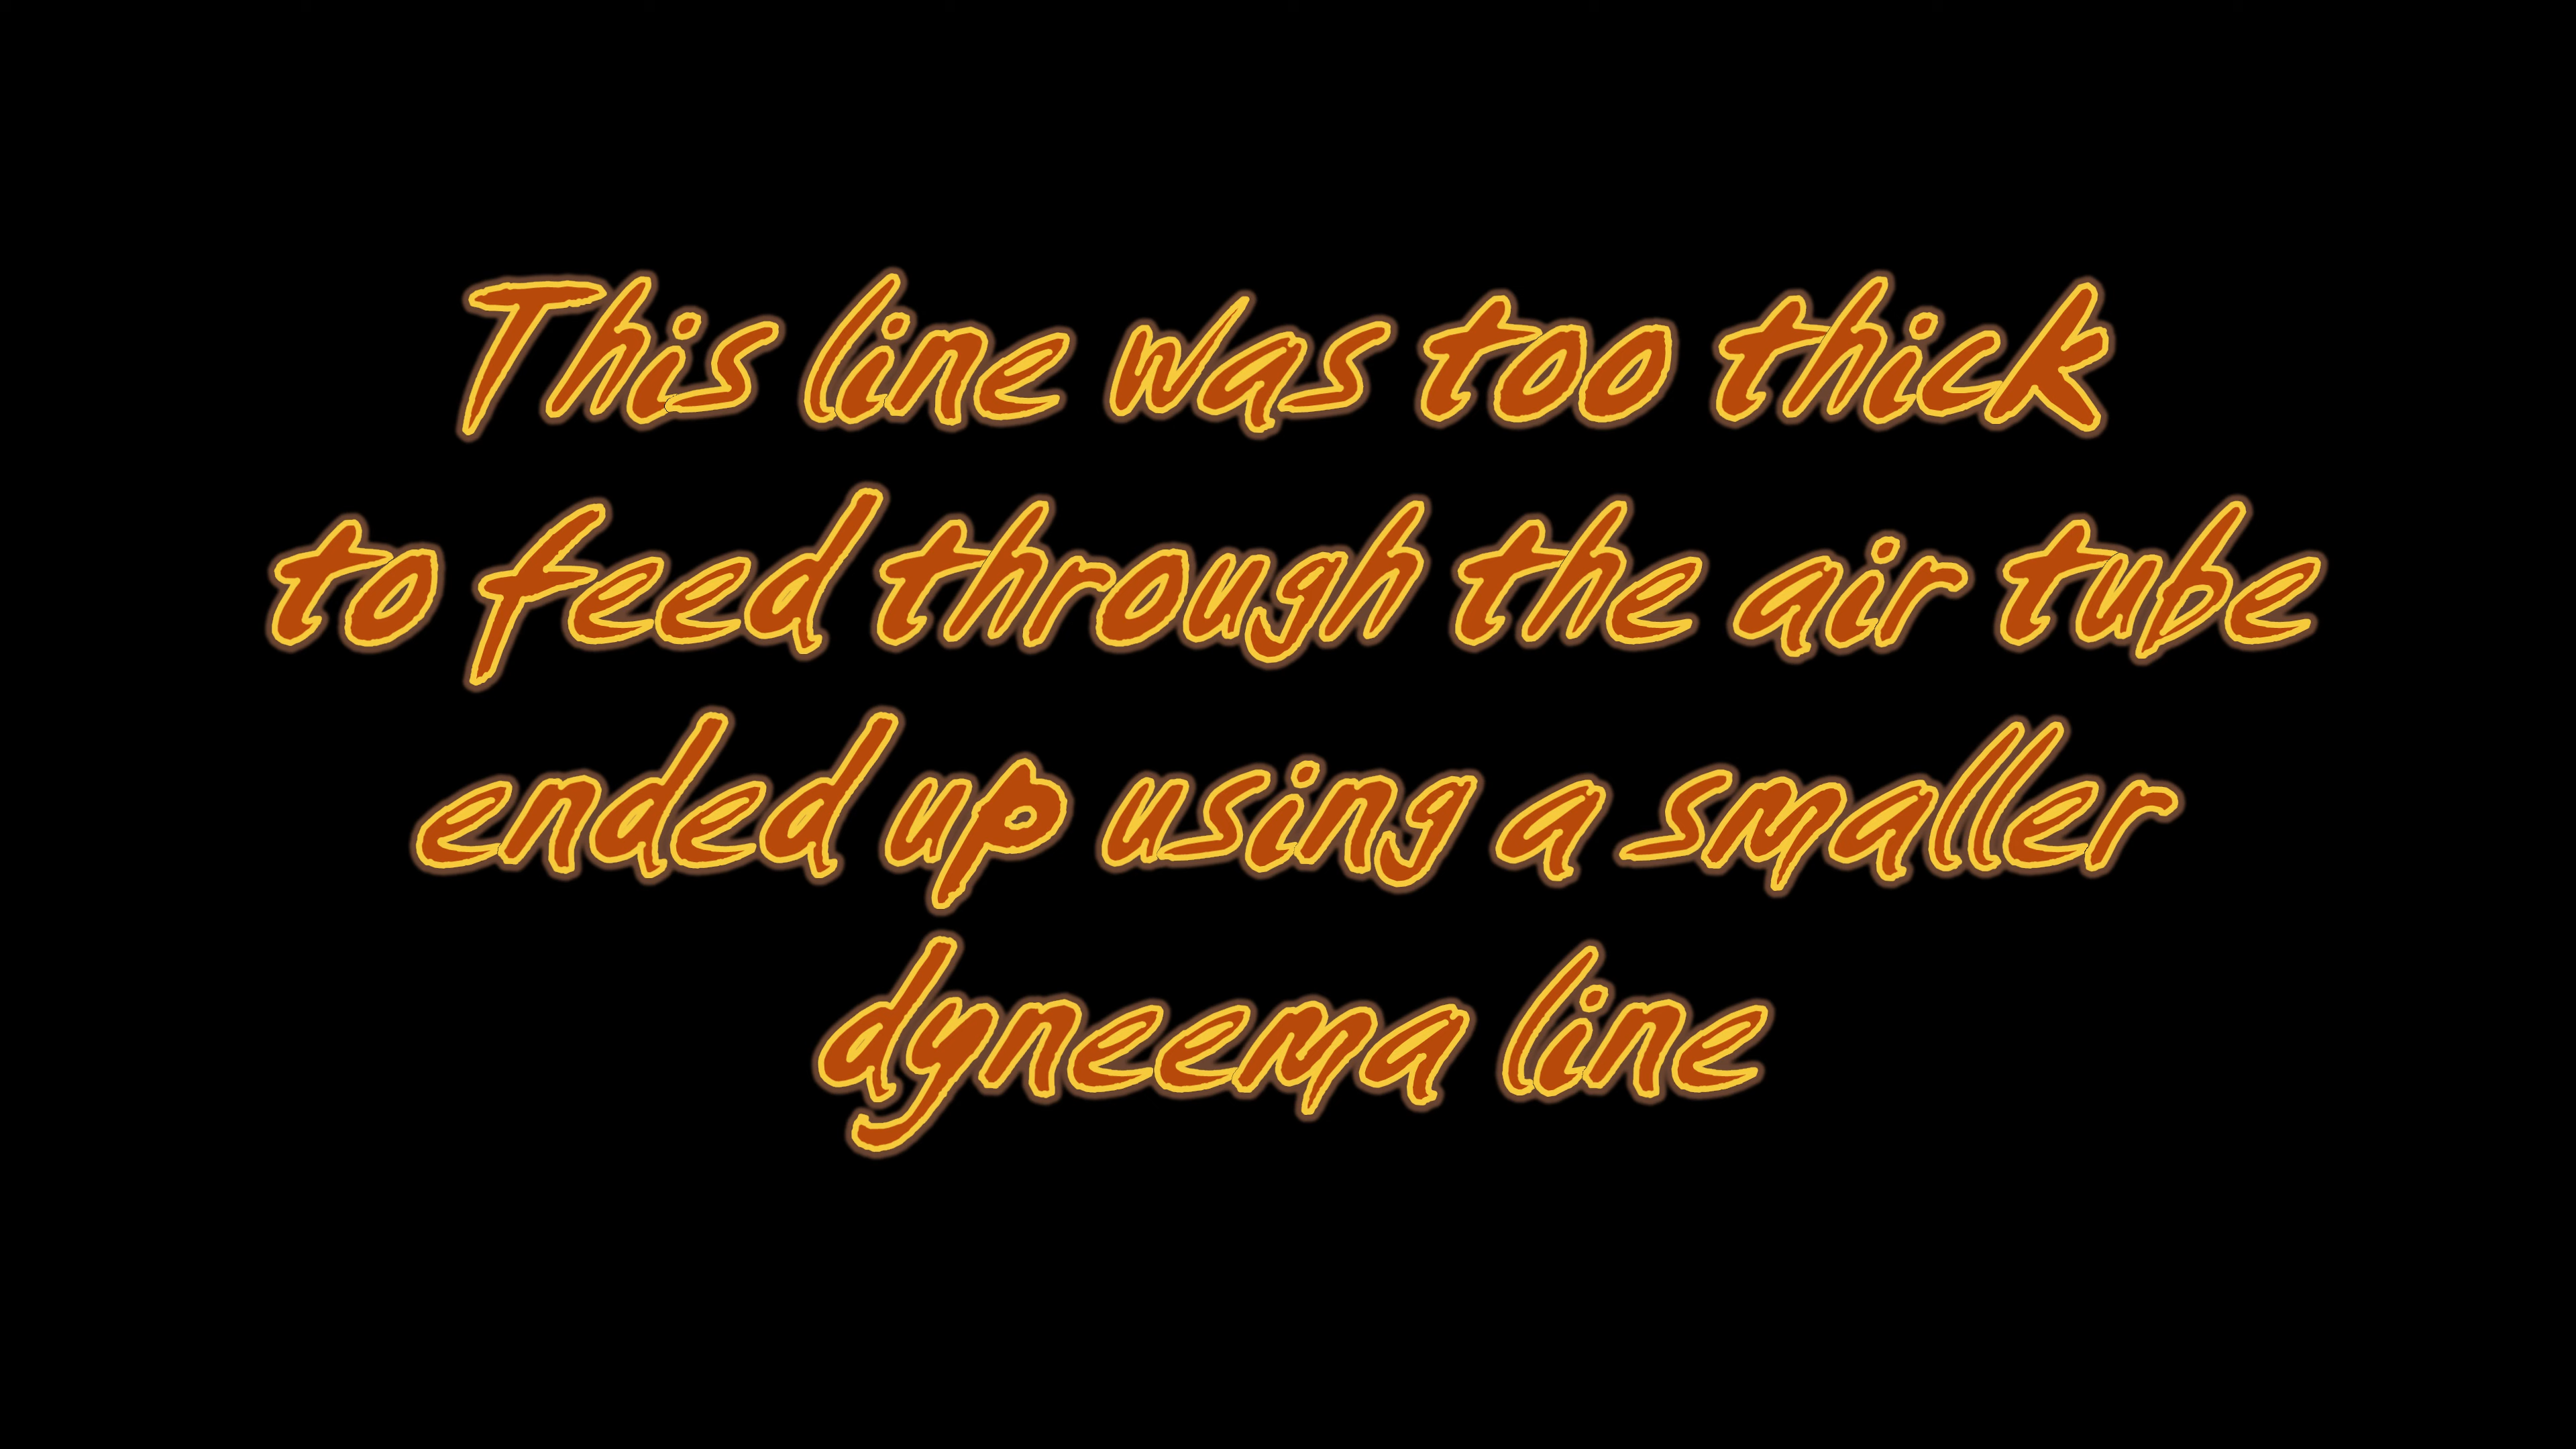 This line was too thick
to feed through the air tube
ended up using a smaller
dyneema line